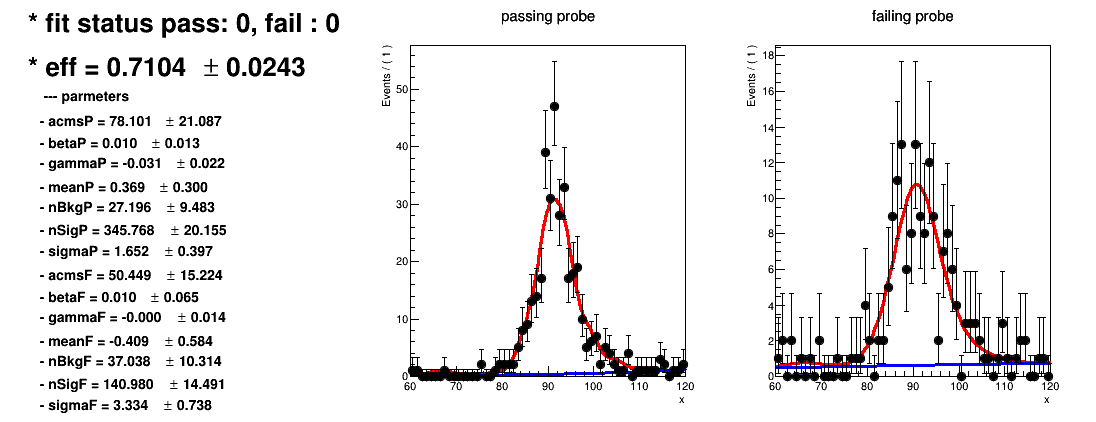 * fit status pass: 0, fail : 0
* eff = 0.7104 ± 0.0243
--- parmeters
- acmsP = 78.101 ± 21.087
- betaP = 0.010 ± 0.013
- gammaP = -0.031 ± 0.022
- meanP = 0.369 ± 0.300
- nBkgP = 27.196 ± 9.483
- nSigP = 345.768 ± 20.155
- sigmaP = 1.652 ± 0.397
- acmsF = 50.449 ± 15.224
- betaF = 0.010 ± 0.065
- gammaF = -0.000 ± 0.014
- meanF = -0.409 ± 0.584
- nBkgF = 37.038 ± 10.314
- nSigF = 140.980 ± 14.491
- sigmaF = 3.334 ± 0.738
passing probe
Events / ( 1 )
50
40
30
20
10
0
60 70 80 90 100 110 120
x
failing probe
Events / ( 1 )
18
16
14
12
10
8
6
4
2
0
60 70 80 90 100 110 120
x